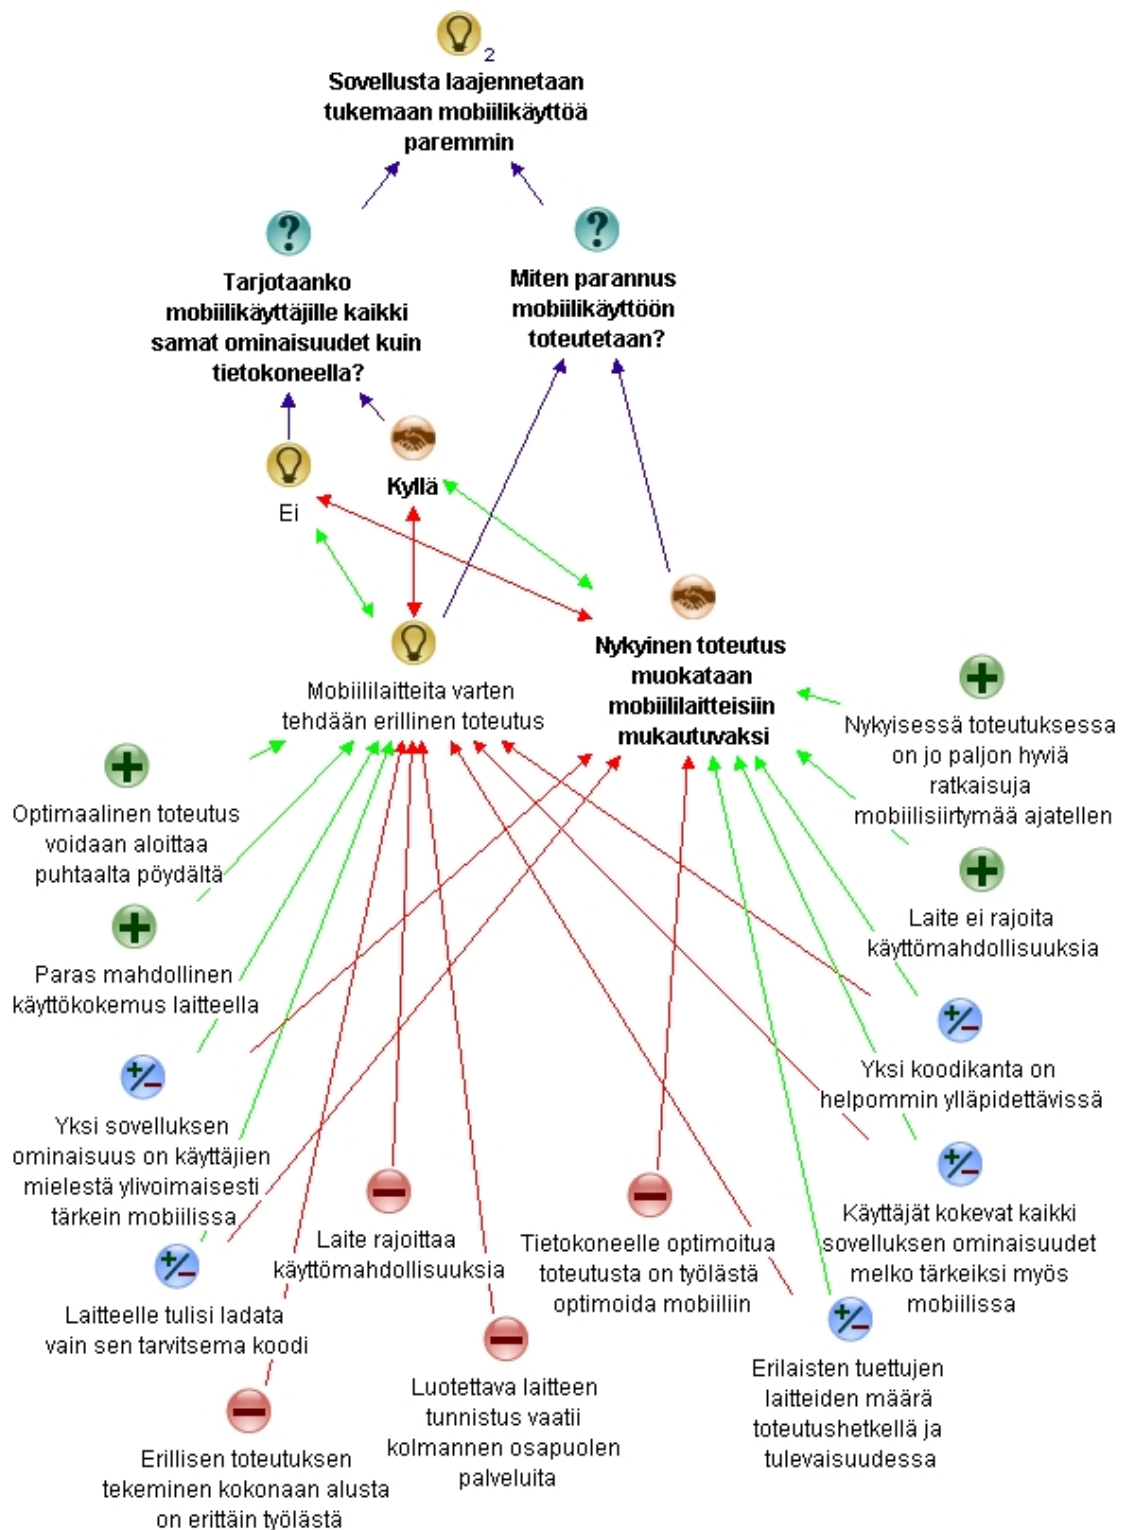 2
Sovellusta laajennetaan
tukemaan mobiilikäyttöä
paremmin
Tarjotaanko
mobiilikäyttäjille kaikki
samat ominaisuudet kuin
tietokoneella?
Miten parannus
mobiilikäyttöön
toteutetaan?
Ei
Kyllä
Mobiililaitteita varten
tehdään erillinen toteutus
Nykyinen toteutus
muokataan
mobiililaitteisiin
mukautuvaksi
Nykyisessä toteutuksessa
on jo paljon hyviä
ratkaisuja
mobiilisiirtymää ajatellen
Optimaalinen toteutus
voidaan aloittaa
puhtaalta pöydältä
Laite ei rajoita
käyttömahdollisuuksia
Paras mahdollinen
käyttökokemus laitteella
Yksi koodikanta on
helpommin ylläpidettävissä
Yksi sovelluksen
ominaisuus on käyttäjien
mielestä ylivoimaisesti
tärkein mobiilissa
Käyttäjät kokevat kaikki
sovelluksen ominaisuudet
melko tärkeiksi myös
mobiilissa
Laite rajoittaa
käyttömahdollisuuksia
Tietokoneelle optimoitua
toteutusta on työlästä
optimoida mobiiliin
Laitteelle tulisi ladata
vain sen tarvitsema koodi
Luotettava laitteen
tunnistus vaatii
kolmannen osapuolen
palveluita
Erilaisten tuettujen
laitteiden määrä
toteutushetkellä ja
tulevaisuudessa
Erillisen toteutuksen
tekeminen kokonaan alusta
on erittäin työlästä